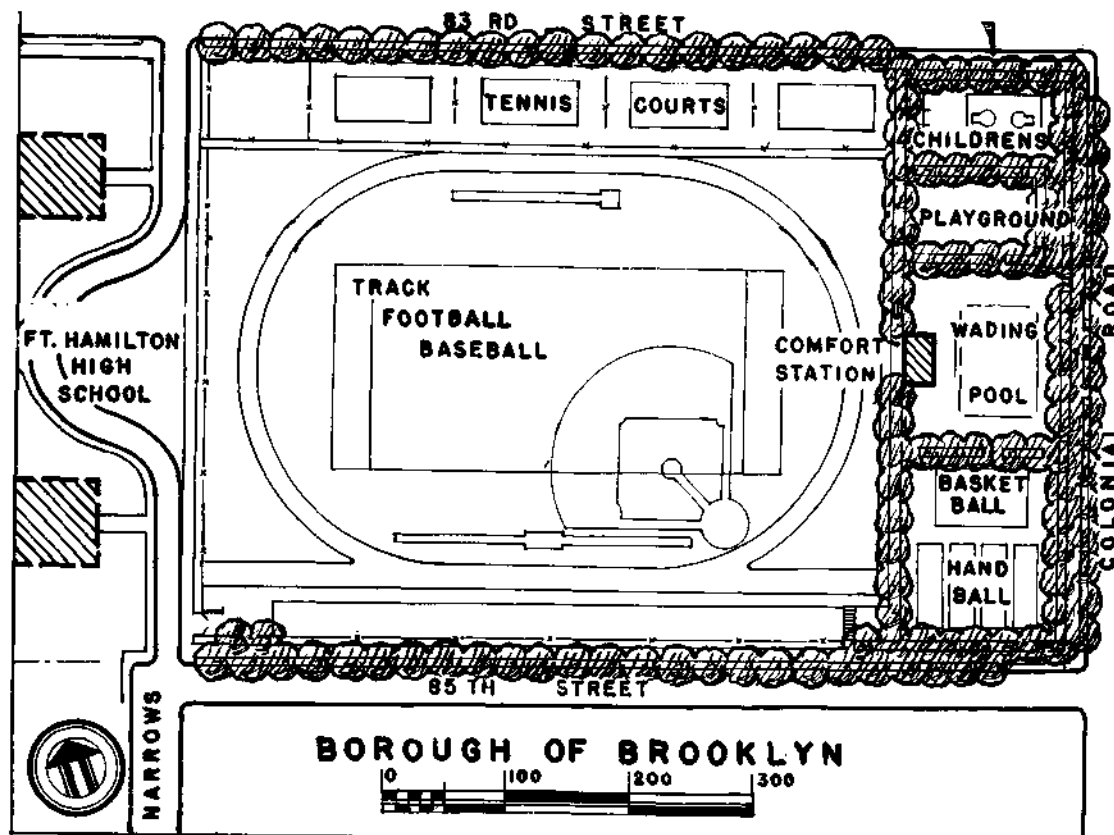 83 RD STREET
TENNIS COURTS
CHILDRENS
PLAYGROUND
TRACK
FOOTBALL
BASEBALL
FT. HAMILTON
HIGH
SCHOOL
COMFORT
STATION
WADING
POOL
BASKET
BALL
HAND
BALL
COLONIAL ROAD
85 TH STREET
NARROWS
BOROUGH OF BROOKLYN
0 100 200 300